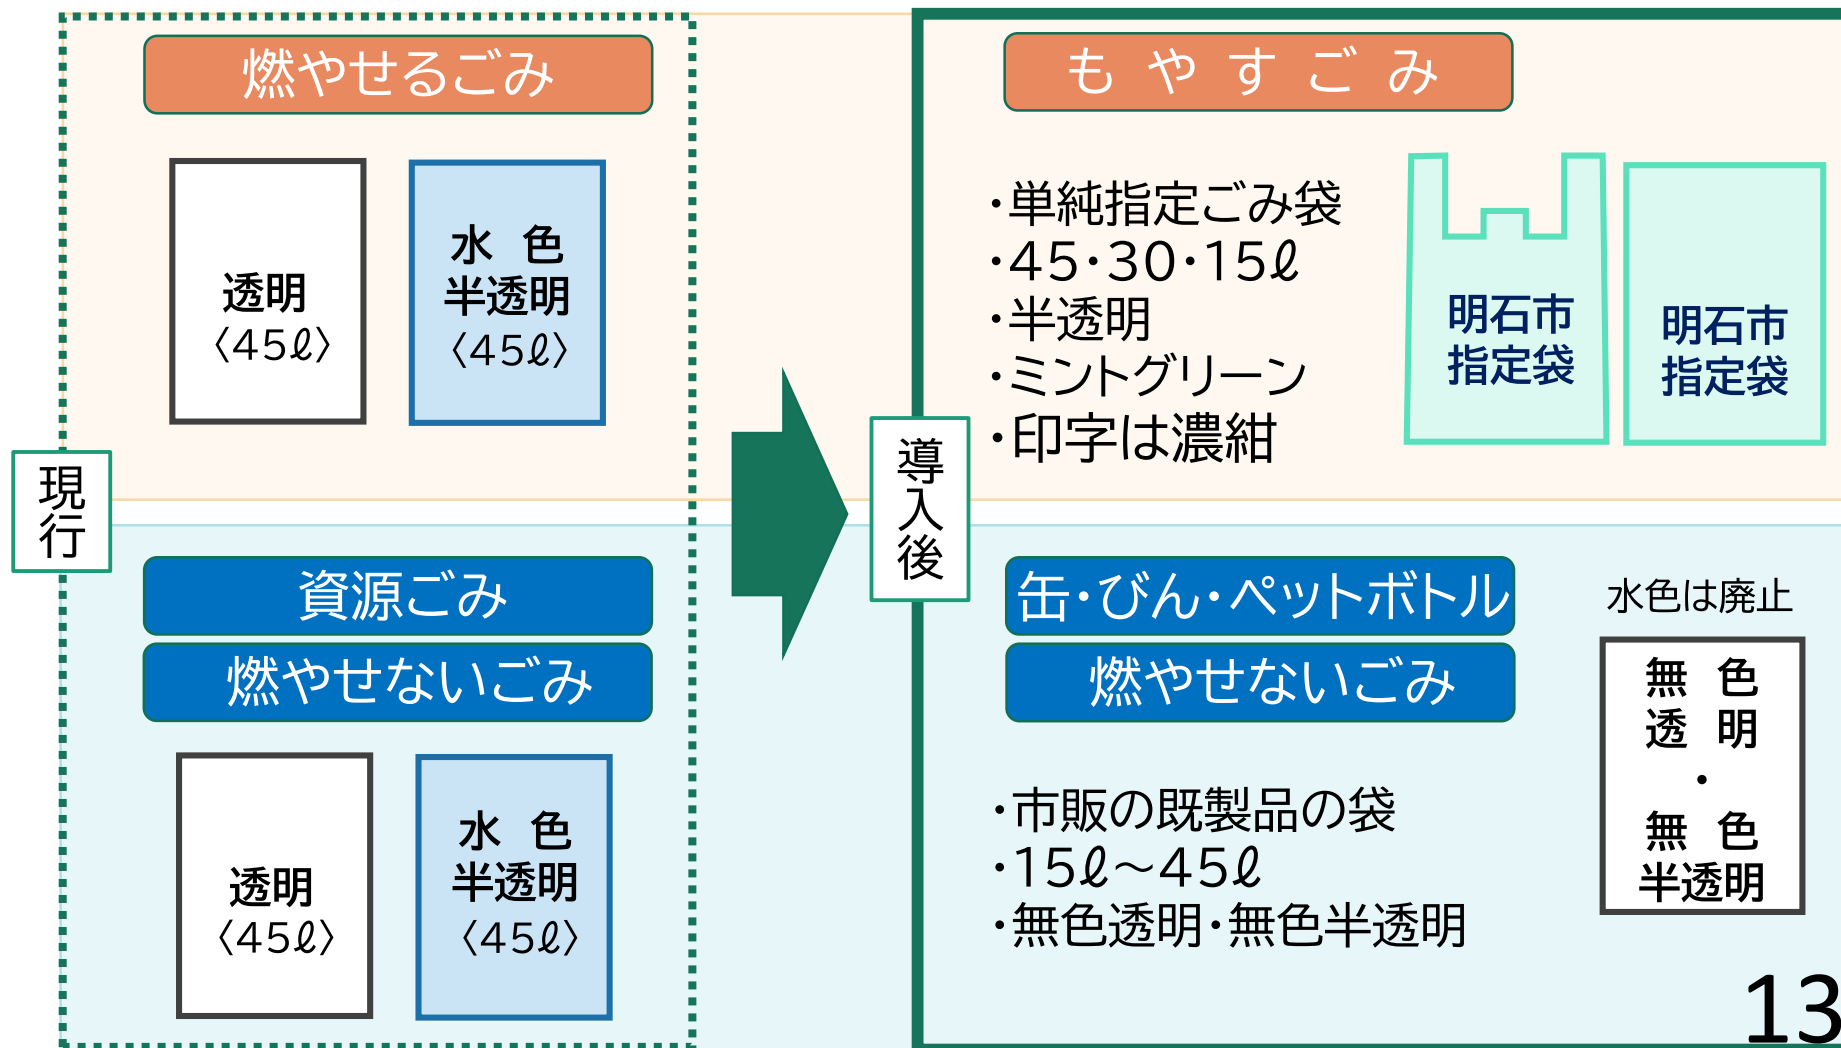 現行
燃やせるごみ
透明
〈45ℓ〉
水色
半透明
〈45ℓ〉
資源ごみ
燃やせないごみ
透明
〈45ℓ〉
水色
半透明
〈45ℓ〉
導入後
もやすごみ
・単純指定ごみ袋
・45・30・15ℓ
・半透明
・ミントグリーン
・印字は濃紺
明石市
指定袋
明石市
指定袋
缶・びん・ペットボトル
燃やせないごみ
・市販の既製品の袋
・15ℓ～45ℓ
・無色透明・無色半透明
水色は廃止
無色
透明
・
無色
半透明
13